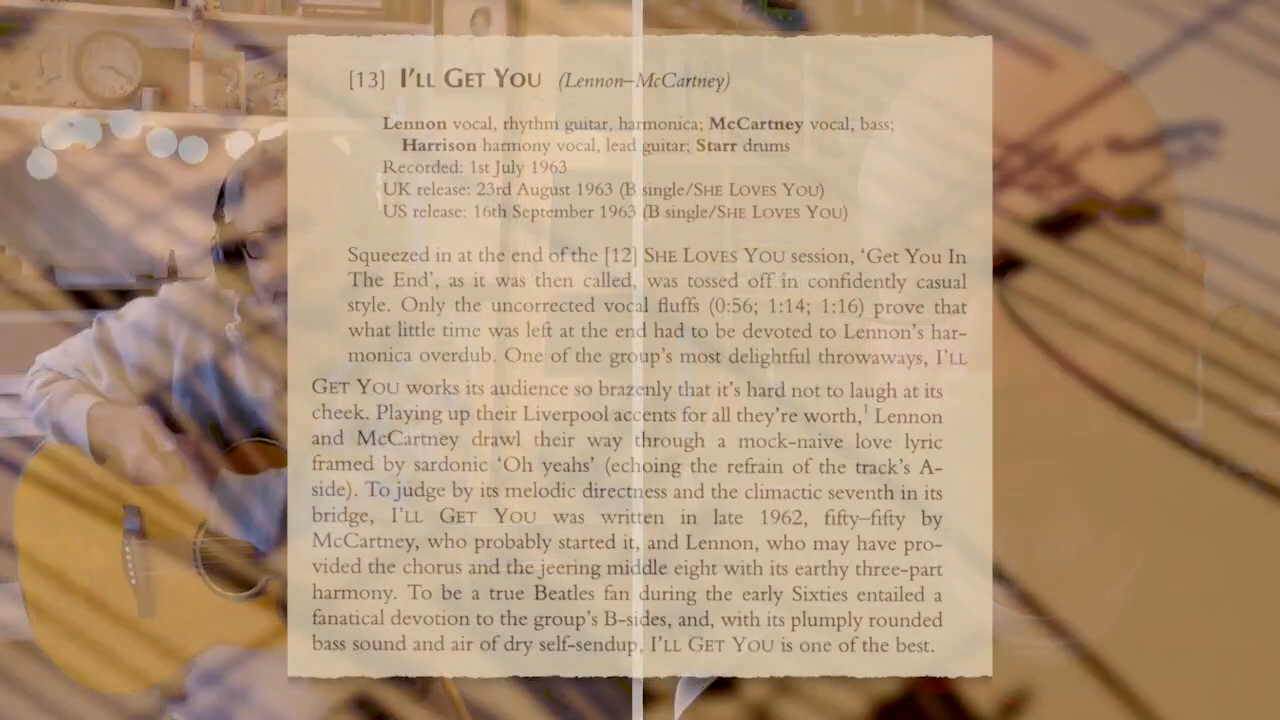 [13] I'LL GET YOU (Lennon–McCartney)
Lennon vocal, rhythm guitar, harmonica; McCartney vocal, bass;
Harrison harmony vocal, lead guitar; Starr drums
Recorded: 1st July 1963
UK release: 23rd August 1963 (B single/SHE LOVES YOU)
US release: 16th September 1963 (B single/SHE LOVES YOU)
Squeezed in at the end of the [12] SHE LOVES YOU session, 'Get You In
The End', as it was then called, was tossed off in confidently casual
style. Only the uncorrected vocal fluffs (0:56; 1:14; 1:16) prove that
what little time was left at the end had to be devoted to Lennon's har-
monica overdub. One of the group's most delightful throwaways, I'LL
GET YOU works its audience so brazenly that it's hard not to laugh at its
cheek. Playing up their Liverpool accents for all they're worth,¹ Lennon
and McCartney drawl their way through a mock-naive love lyric
framed by sardonic 'Oh yeahs' (echoing the refrain of the track's A-
side). To judge by its melodic directness and the climactic seventh in its
bridge, I'LL GET YOU was written in late 1962, fifty–fifty by
McCartney, who probably started it, and Lennon, who may have pro-
vided the chorus and the jeering middle eight with its earthy three-part
harmony. To be a true Beatles fan during the early Sixties entailed a
fanatical devotion to the group's B-sides, and, with its plumply rounded
bass sound and air of dry self-sendup, I'LL GET YOU is one of the best.